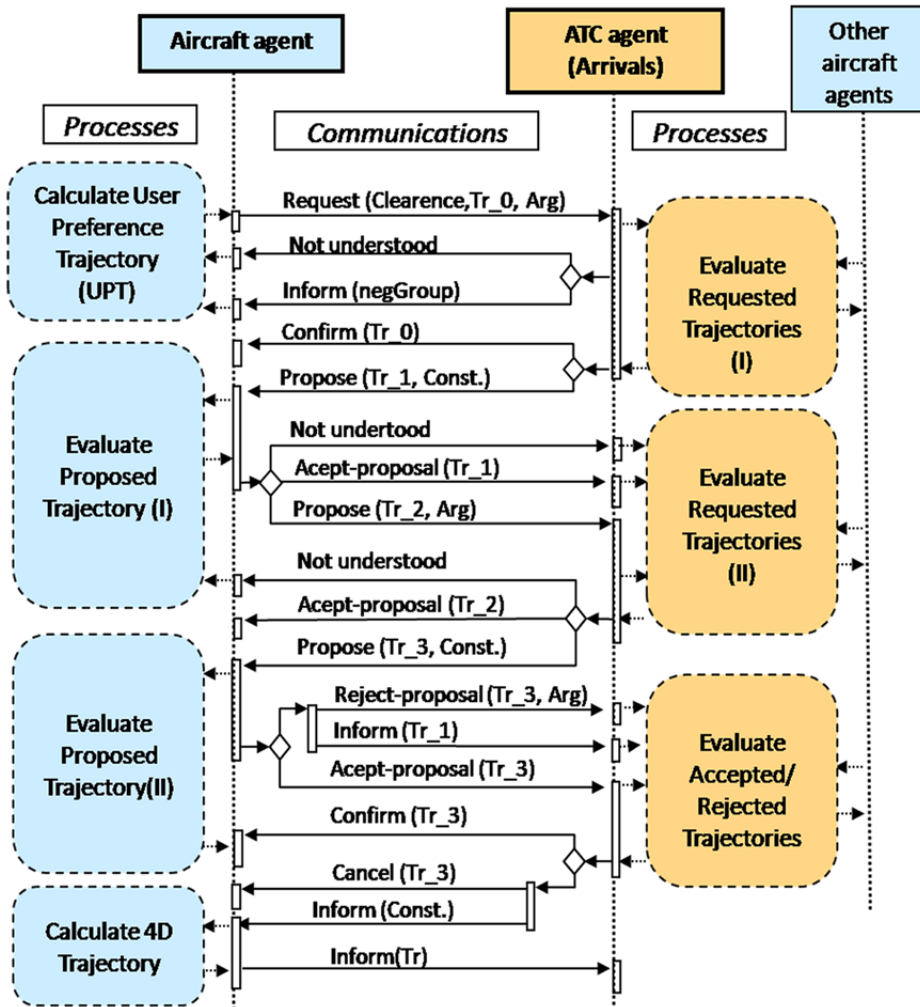 Aircraft agent
ATC agent
(Arrivals)
Other
aircraft
agents
Processes
Communications
Processes
Calculate User
Preference
Trajectory
(UPT)
Request (Clearence,Tr_0, Arg)
Not understood
Inform (negGroup)
Evaluate
Requested
Trajectories
(I)
Confirm (Tr_0)
Propose (Tr_1, Const.)
Evaluate
Proposed
Trajectory (I)
Not undertood
Acept-proposal (Tr_1)
Propose (Tr_2, Arg)
Evaluate
Requested
Trajectories
(II)
Not understood
Acept-proposal (Tr_2)
Propose (Tr_3, Const.)
Evaluate
Proposed
Trajectory(II)
Reject-proposal (Tr_3, Arg)
Inform (Tr_1)
Acept-proposal (Tr_3)
Evaluate
Accepted/
Rejected
Trajectories
Confirm (Tr_3)
Cancel (Tr_3)
Inform (Const.)
Calculate 4D
Trajectory
Inform(Tr)